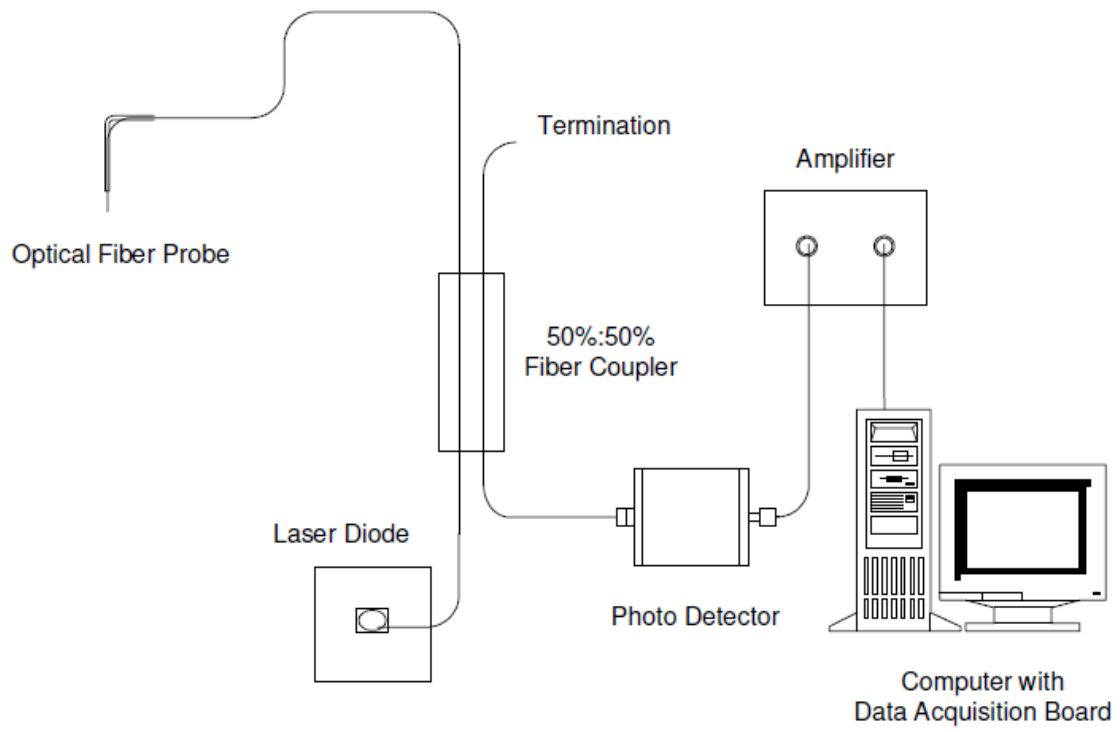 Termination
Amplifier
Optical Fiber Probe
50%:50%
Fiber Coupler
Laser Diode
Photo Detector
Computer with
Data Acquisition Board